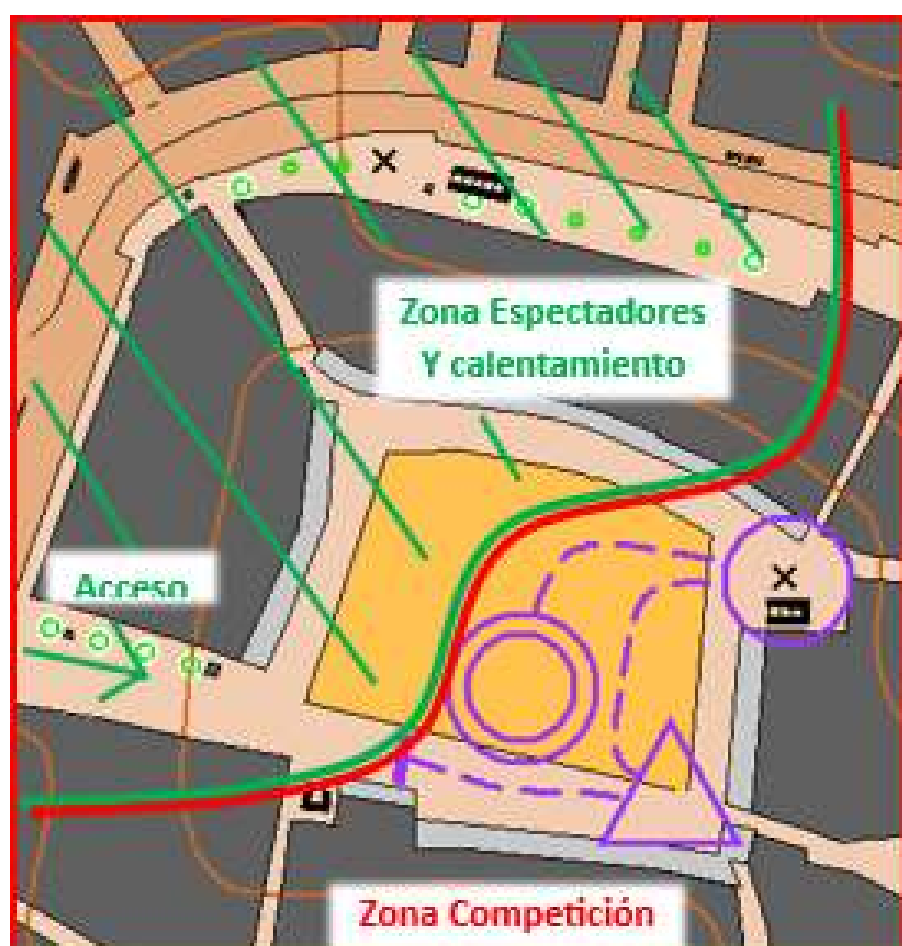 Zona Espectadores
Y calentamiento
Acceso
Zona Competición